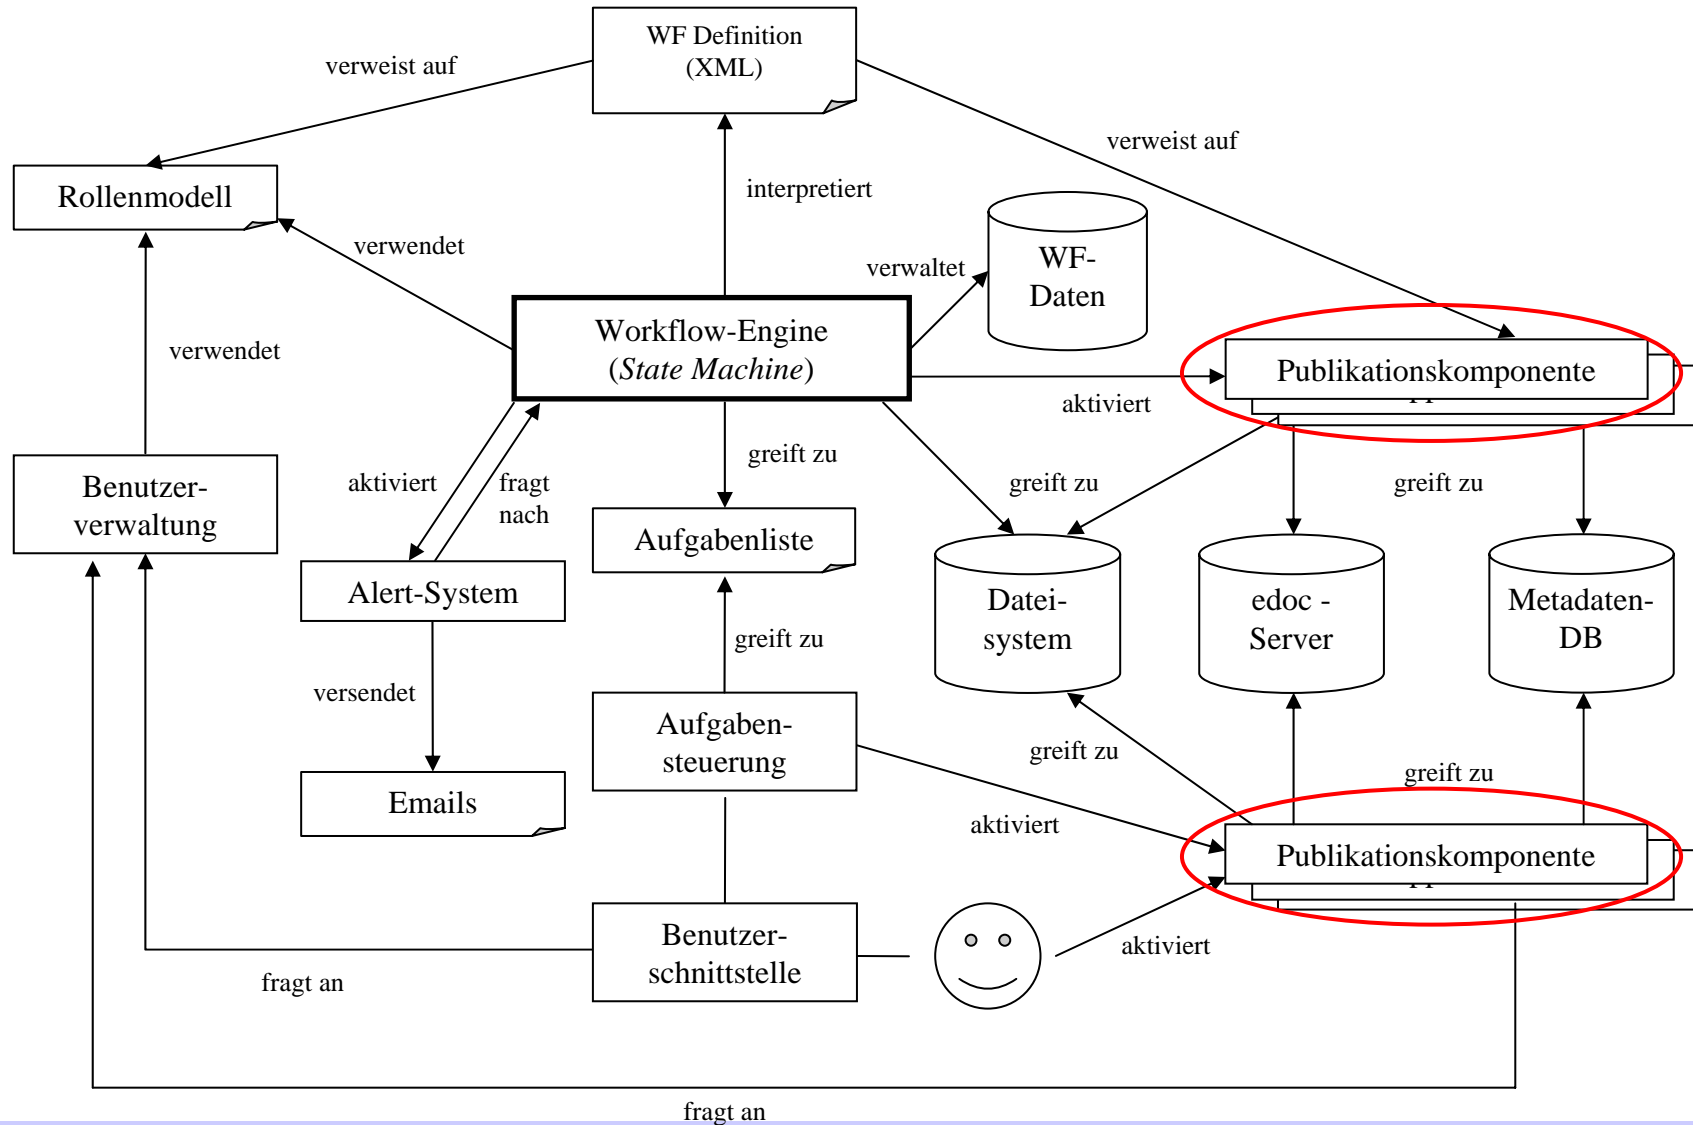 WF Definition
(XML)
verweist auf
verweist auf
Rollenmodell
interpretiert
verwendet
verwaltet
WF-
Daten
Workflow-Engine
(State Machine)
verwendet
Publikationskomponente
aktiviert
greift zu
Benutzer-
verwaltung
aktiviert
fragt
nach
greift zu
greift zu
Aufgabenliste
Alert-System
Datei-
system
edoc -
Server
Metadaten-
DB
greift zu
versendet
Aufgaben-
steuerung
greift zu
greift zu
Emails
aktiviert
Publikationskomponente
Benutzer-
schnittstelle
aktiviert
fragt an
fragt an